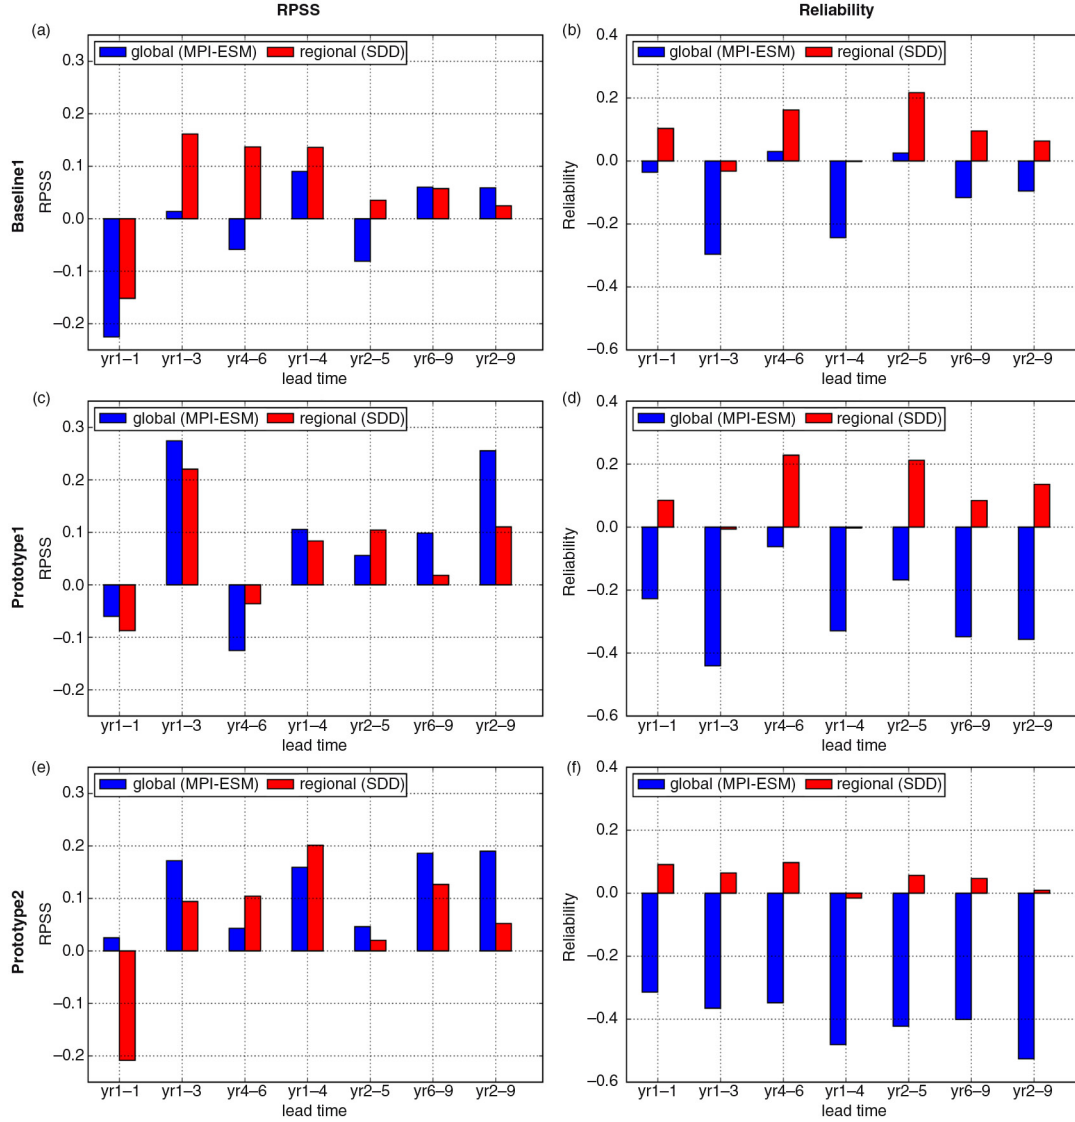 RPSS
Reliability
(a)
global (MPI-ESM) regional (SDD)
0.3
0.2
0.1
0.0
–0.1
–0.2
Baseline1
RPSS
yr1–1 yr1–3 yr4–6 yr1–4 yr2–5 yr6–9 yr2–9
lead time
(b)
global (MPI-ESM) regional (SDD)
0.4
0.2
0.0
–0.2
–0.4
–0.6
Reliability
yr1–1 yr1–3 yr4–6 yr1–4 yr2–5 yr6–9 yr2–9
lead time
(c)
global (MPI-ESM) regional (SDD)
0.3
0.2
0.1
0.0
–0.1
–0.2
Prototype1
RPSS
yr1–1 yr1–3 yr4–6 yr1–4 yr2–5 yr6–9 yr2–9
lead time
(d)
global (MPI-ESM) regional (SDD)
0.4
0.2
0.0
–0.2
–0.4
–0.6
Reliability
yr1–1 yr1–3 yr4–6 yr1–4 yr2–5 yr6–9 yr2–9
lead time
(e)
global (MPI-ESM) regional (SDD)
0.3
0.2
0.1
0.0
–0.1
–0.2
Prototype2
RPSS
yr1–1 yr1–3 yr4–6 yr1–4 yr2–5 yr6–9 yr2–9
lead time
(f)
global (MPI-ESM) regional (SDD)
0.4
0.2
0.0
–0.2
–0.4
–0.6
Reliability
yr1–1 yr1–3 yr4–6 yr1–4 yr2–5 yr6–9 yr2–9
lead time